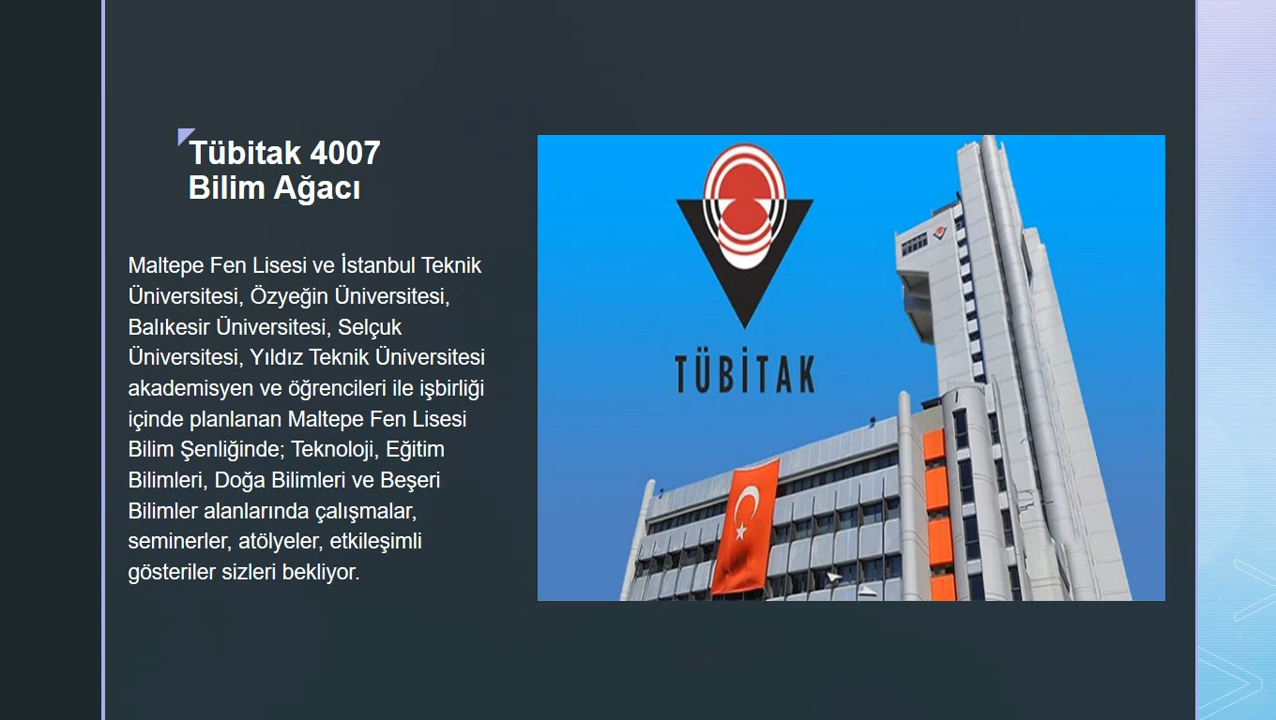 Tübitak 4007
Bilim Ağacı
Maltepe Fen Lisesi ve İstanbul Teknik
Üniversitesi, Özyeğin Üniversitesi,
Balıkesir Üniversitesi, Selçuk
Üniversitesi, Yıldız Teknik Üniversitesi
akademisyen ve öğrencileri ile işbirliği
içinde planlanan Maltepe Fen Lisesi
Bilim Şenliğinde; Teknoloji, Eğitim
Bilimleri, Doğa Bilimleri ve Beşeri
Bilimler alanlarında çalışmalar,
seminerler, atölyeler, etkileşimli
gösteriler sizleri bekliyor.
TÜBİTAK